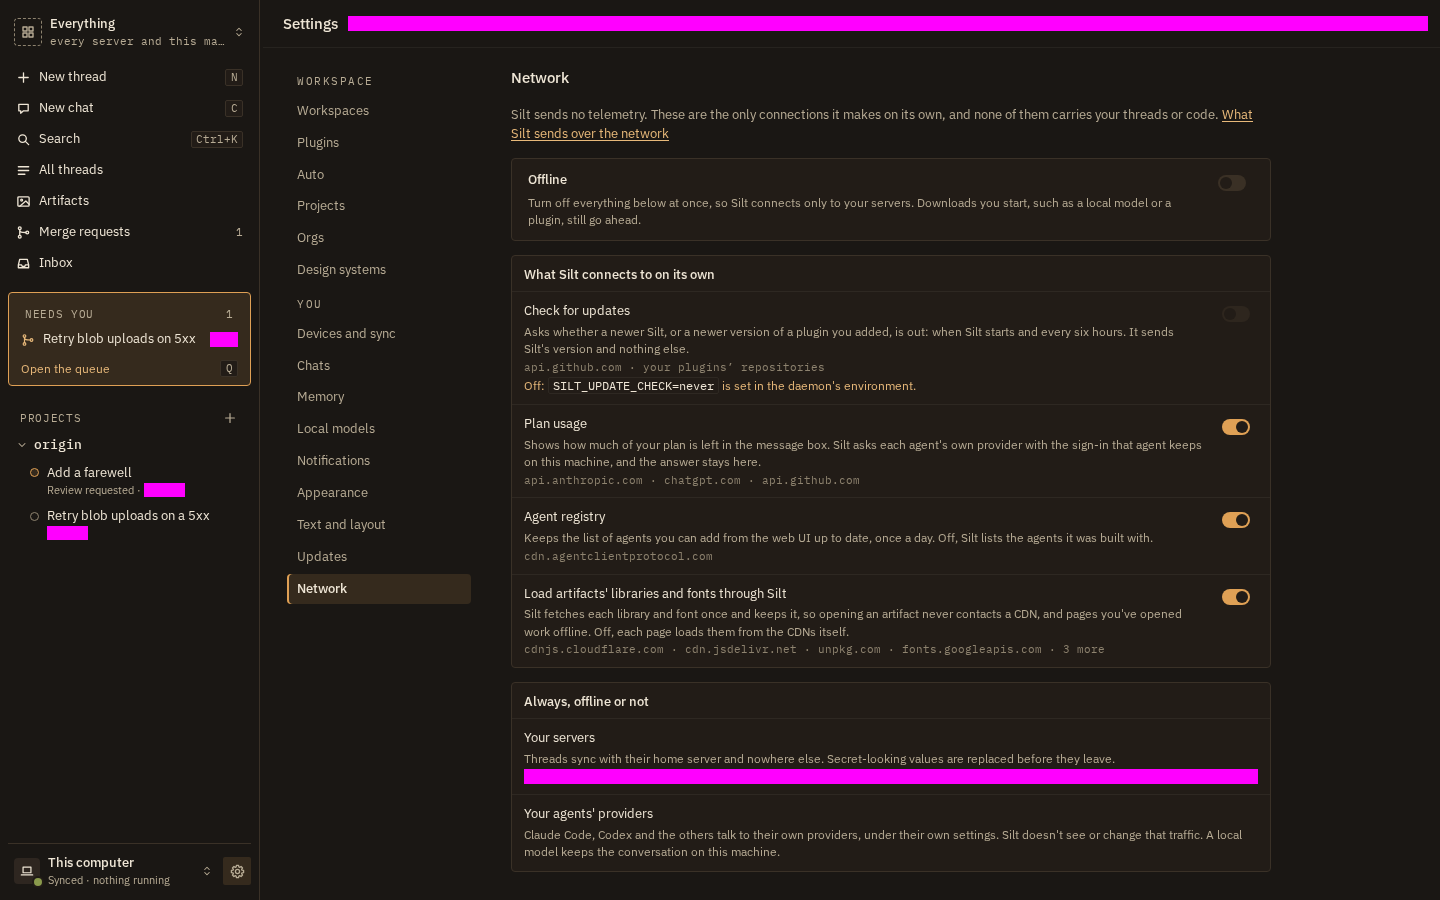 Everything
every server and this ma…
New thread N
New chat C
Search Ctrl+K
All threads
Artifacts
Merge requests 1
Inbox
NEEDS YOU 1
Retry blob uploads on 5xx
Open the queue Q
PROJECTS
origin
Add a farewell
Review requested ·
Retry blob uploads on a 5xx
This computer
Synced · nothing running
Settings
WORKSPACE
Workspaces
Plugins
Auto
Projects
Orgs
Design systems
YOU
Devices and sync
Chats
Memory
Local models
Notifications
Appearance
Text and layout
Updates
Network
Network
Silt sends no telemetry. These are the only connections it makes on its own, and none of them carries your threads or code. What
Silt sends over the network
Offline
Turn off everything below at once, so Silt connects only to your servers. Downloads you start, such as a local model or a
plugin, still go ahead.
What Silt connects to on its own
Check for updates
Asks whether a newer Silt, or a newer version of a plugin you added, is out: when Silt starts and every six hours. It sends
Silt's version and nothing else.
api.github.com · your plugins’ repositories
Off: SILT_UPDATE_CHECK=never is set in the daemon's environment.
Plan usage
Shows how much of your plan is left in the message box. Silt asks each agent's own provider with the sign-in that agent keeps
on this machine, and the answer stays here.
api.anthropic.com · chatgpt.com · api.github.com
Agent registry
Keeps the list of agents you can add from the web UI up to date, once a day. Off, Silt lists the agents it was built with.
cdn.agentclientprotocol.com
Load artifacts' libraries and fonts through Silt
Silt fetches each library and font once and keeps it, so opening an artifact never contacts a CDN, and pages you've opened
work offline. Off, each page loads them from the CDNs itself.
cdnjs.cloudflare.com · cdn.jsdelivr.net · unpkg.com · fonts.googleapis.com · 3 more
Always, offline or not
Your servers
Threads sync with their home server and nowhere else. Secret-looking values are replaced before they leave.
Your agents' providers
Claude Code, Codex and the others talk to their own providers, under their own settings. Silt doesn't see or change that traffic. A local
model keeps the conversation on this machine.